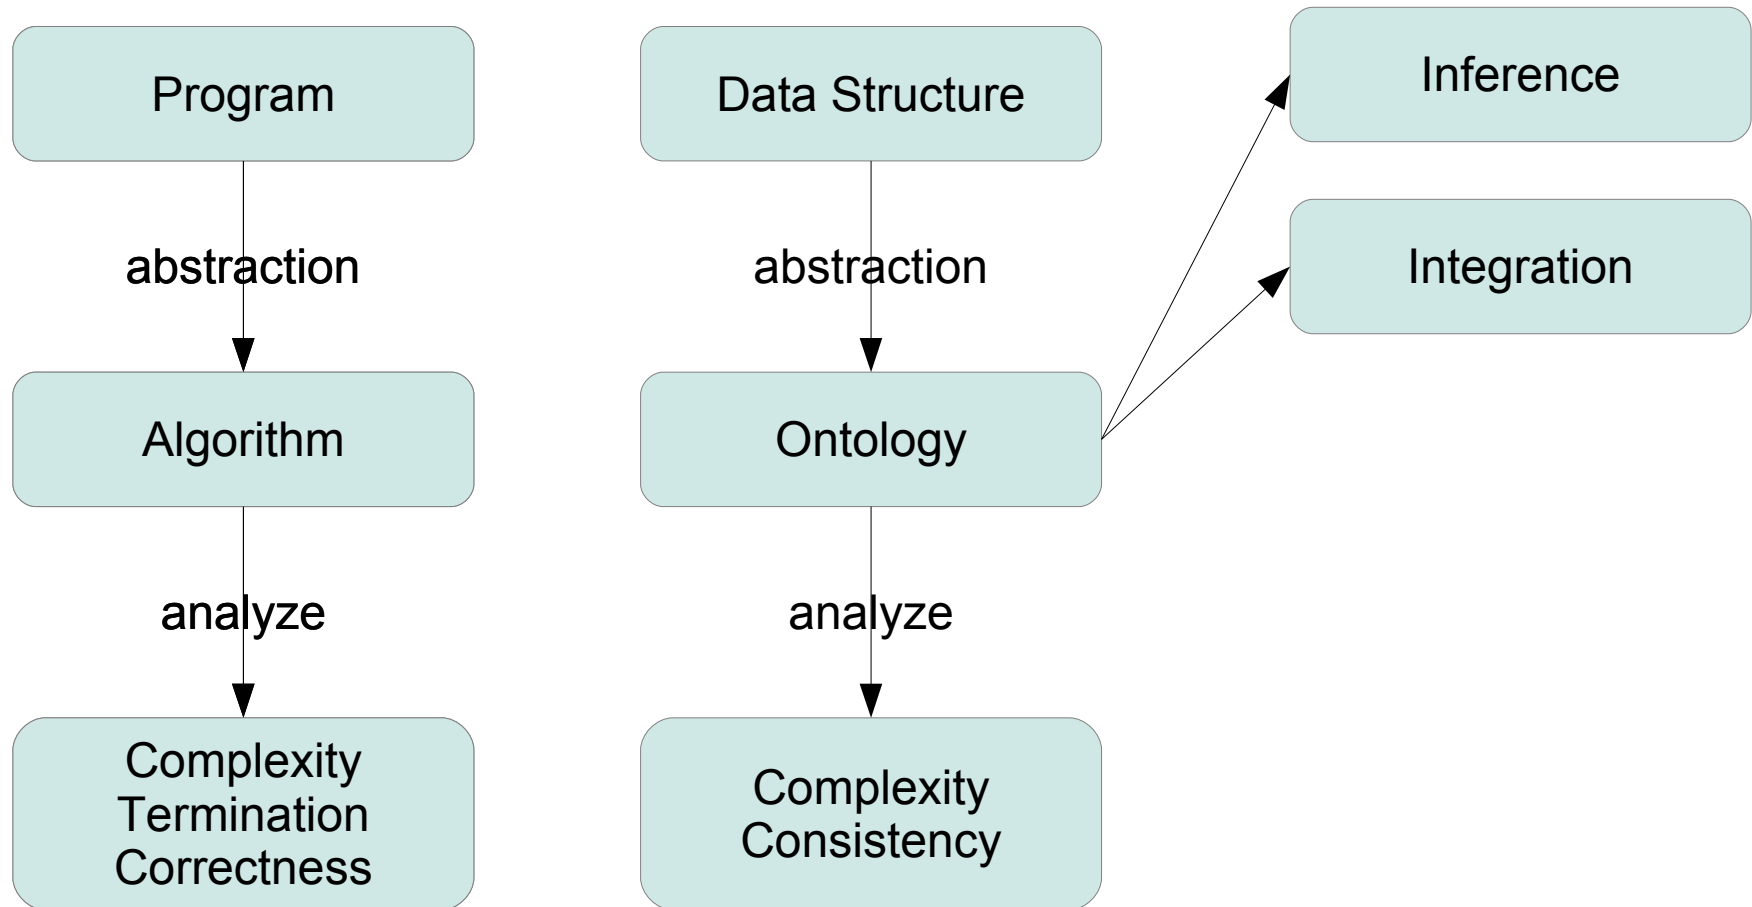 Program
abstraction
Algorithm
analyze
Complexity
Termination
Correctness
Data Structure
abstraction
Ontology
analyze
Complexity
Consistency
Inference
Integration